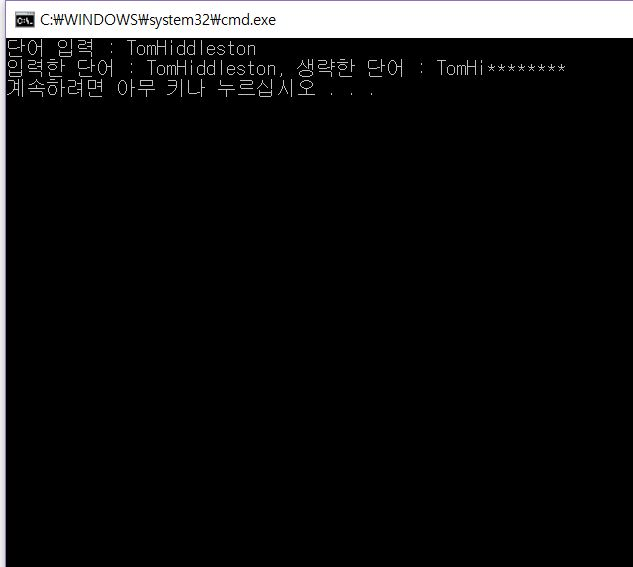 C:\WINDOWS\system32\cmd.exe
단어 입력 : TomHiddleston
입력한 단어 : TomHiddleston, 생략한 단어 : TomHi********
계속하려면 아무 키나 누르십시오 . . .